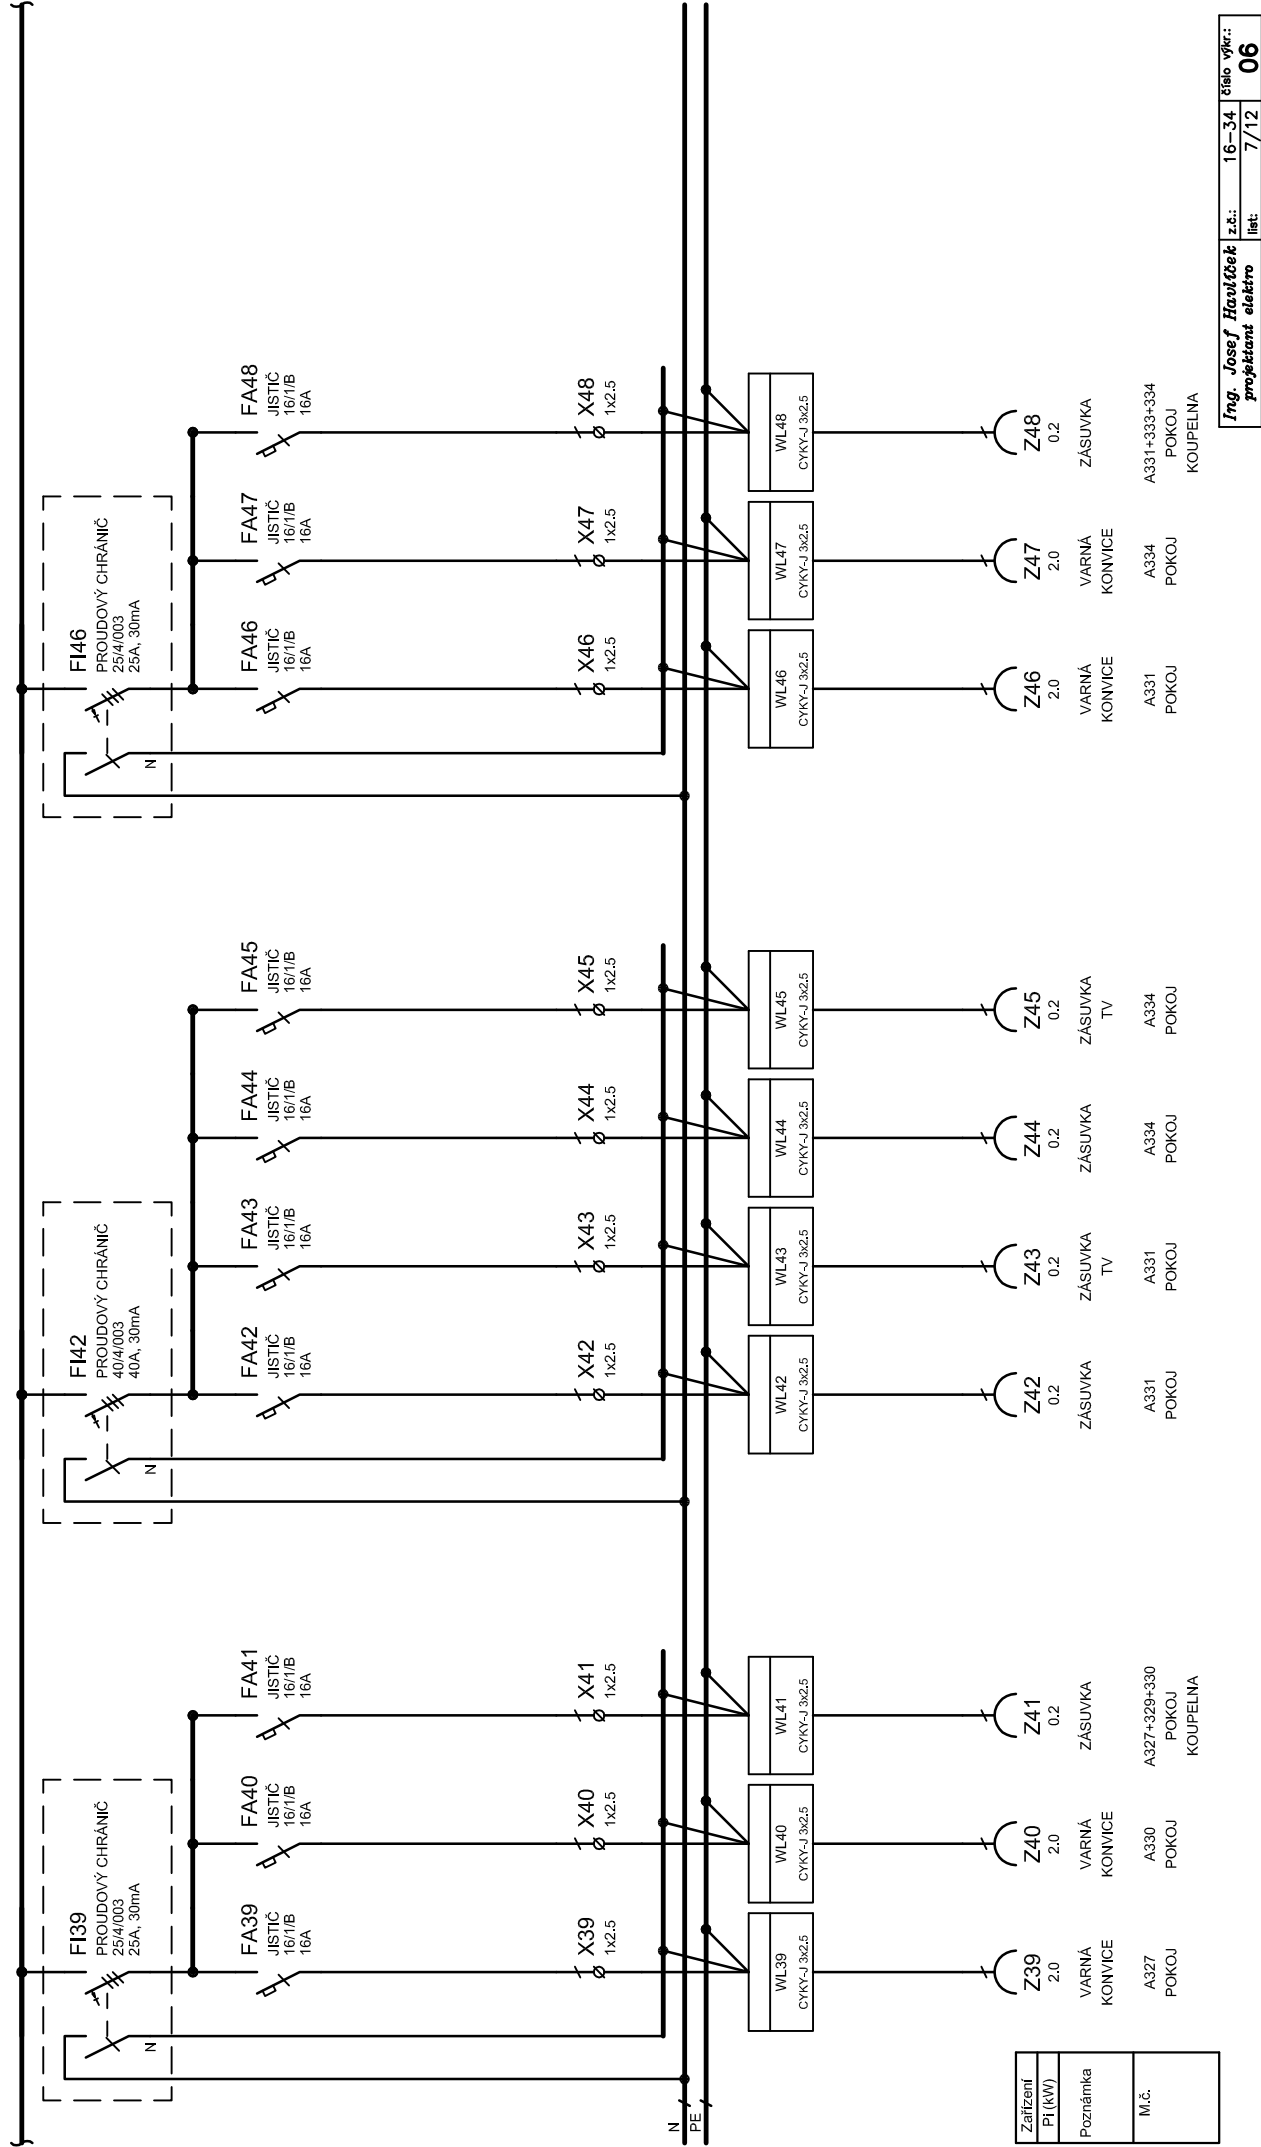 FI39
PROUDOVÝ CHRÁNIČ
25/4/003
25A, 30mA
N
FA39
JISTIČ
16/1/B
16A
FA40
JISTIČ
16/1/B
16A
FA41
JISTIČ
16/1/B
16A
X39
1x2.5
X40
1x2.5
X41
1x2.5
FI42
PROUDOVÝ CHRÁNIČ
40/4/003
40A, 30mA
N
FA42
JISTIČ
16/1/B
16A
FA43
JISTIČ
16/1/B
16A
FA44
JISTIČ
16/1/B
16A
FA45
JISTIČ
16/1/B
16A
X42
1x2.5
X43
1x2.5
X44
1x2.5
X45
1x2.5
FI46
PROUDOVÝ CHRÁNIČ
25/4/003
25A, 30mA
N
FA46
JISTIČ
16/1/B
16A
FA47
JISTIČ
16/1/B
16A
FA48
JISTIČ
16/1/B
16A
X46
1x2.5
X47
1x2.5
X48
1x2.5
N
PE
WL39
CYKY-J 3x2.5
WL40
CYKY-J 3x2.5
WL41
CYKY-J 3x2.5
WL42
CYKY-J 3x2.5
WL43
CYKY-J 3x2.5
WL44
CYKY-J 3x2.5
WL45
CYKY-J 3x2.5
WL46
CYKY-J 3x2.5
WL47
CYKY-J 3x2.5
WL48
CYKY-J 3x2.5
Zařízení
Pi (kW)
Poznámka
M.č.
Z39
2.0
VARNÁ
KONVICE
A327
POKOJ
Z40
2.0
VARNÁ
KONVICE
A330
POKOJ
Z41
0.2
ZÁSUVKA
A327+329+330
POKOJ
KOUPELNA
Z42
0.2
ZÁSUVKA
A331
POKOJ
Z43
0.2
ZÁSUVKA
TV
A331
POKOJ
Z44
0.2
ZÁSUVKA
A334
POKOJ
Z45
0.2
ZÁSUVKA
TV
A334
POKOJ
Z46
2.0
VARNÁ
KONVICE
A331
POKOJ
Z47
2.0
VARNÁ
KONVICE
A334
POKOJ
Z48
0.2
ZÁSUVKA
A331+333+334
POKOJ
KOUPELNA
Ing. Josef Havlíček
projektant elektro
z.č.: 16-34
list: 7/12
číslo výkr.:
06